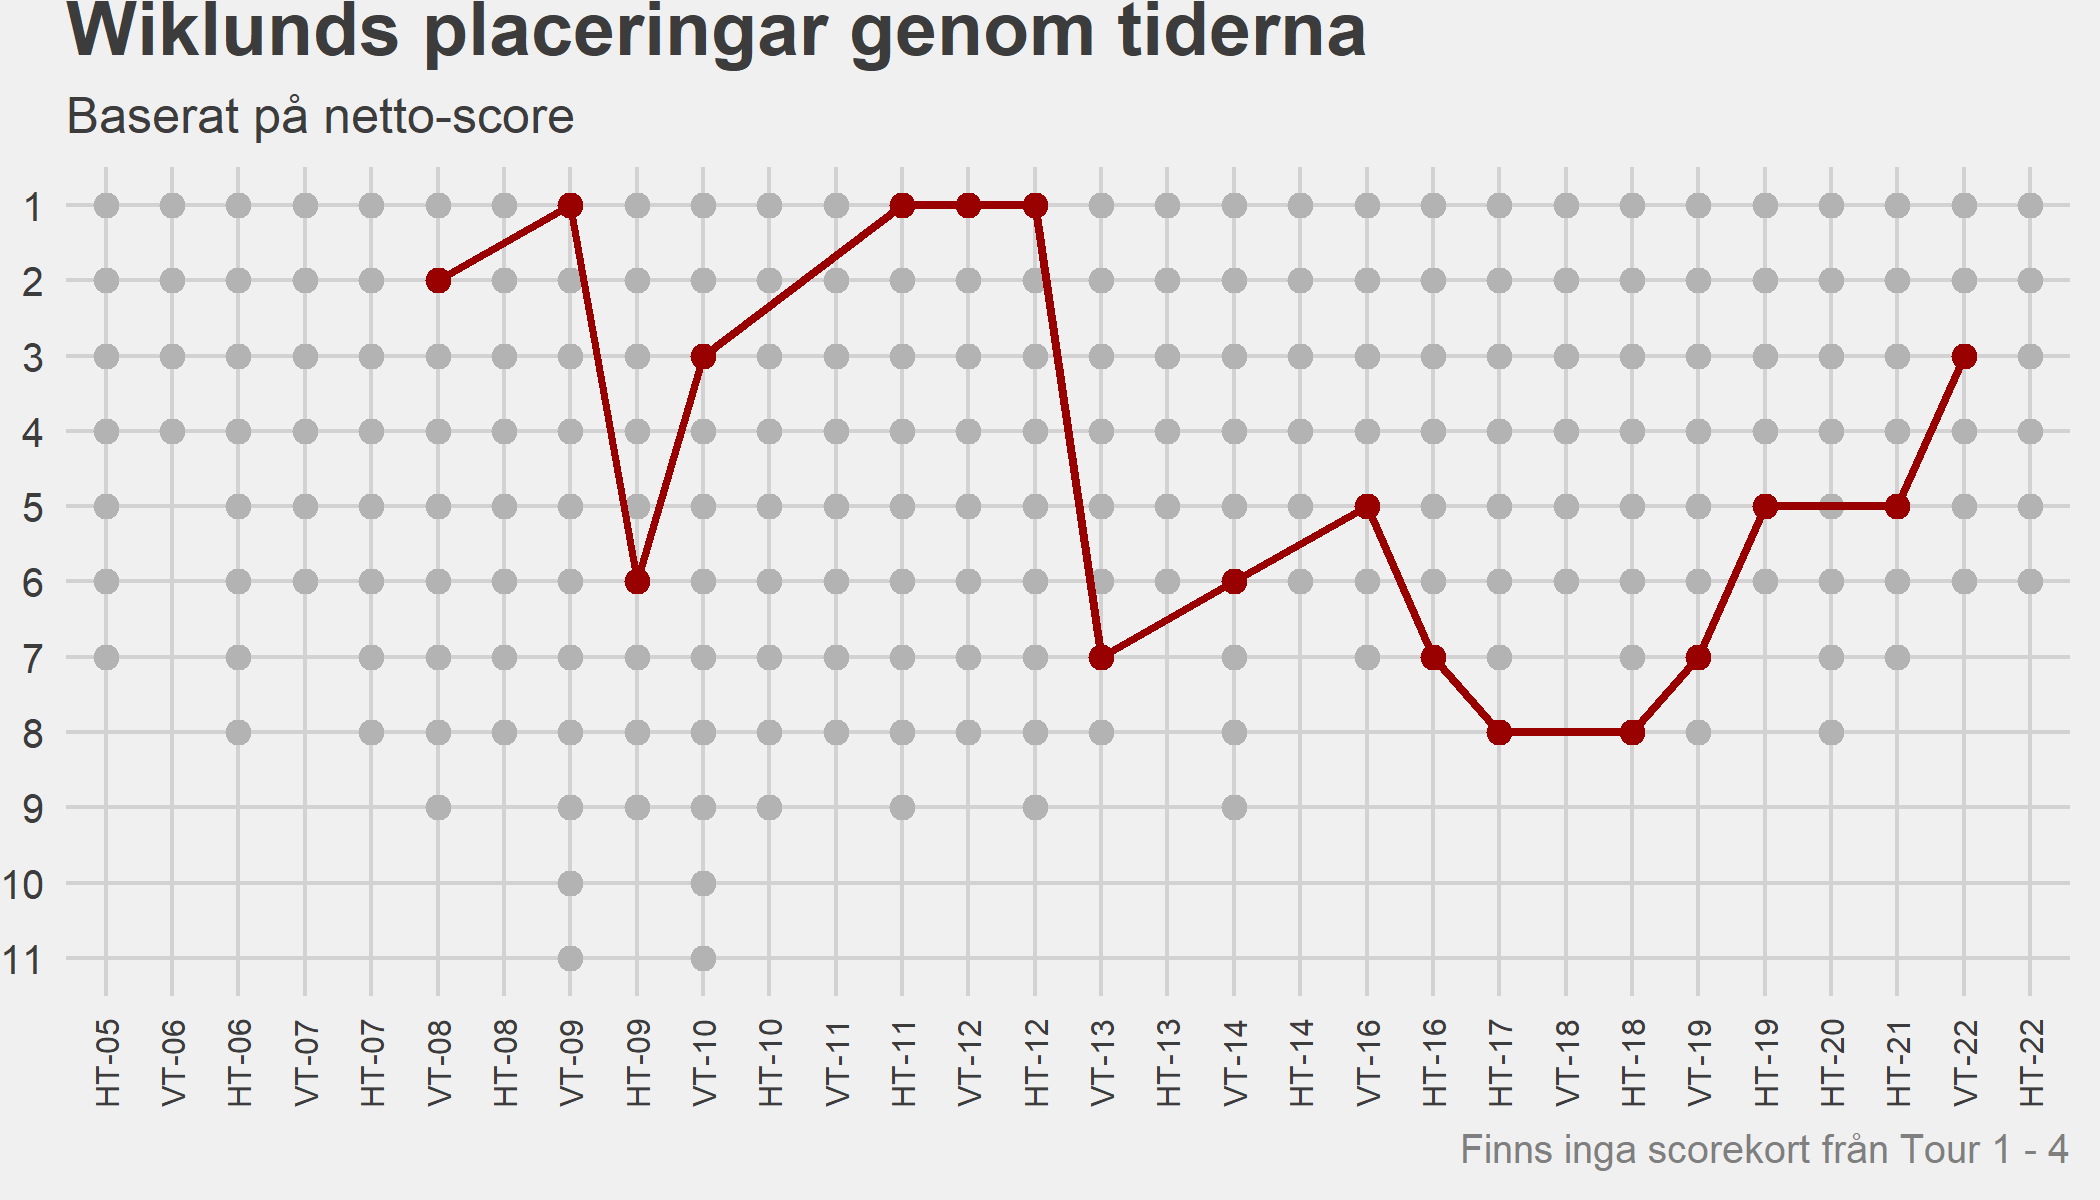 Wiklunds placeringar genom tiderna
Baserat på netto-score
1
2
3
4
5
6
7
8
9
10
11
HT-05
VT-06
HT-06
VT-07
HT-07
VT-08
HT-08
VT-09
HT-09
VT-10
HT-10
VT-11
HT-11
VT-12
HT-12
VT-13
HT-13
VT-14
HT-14
VT-16
HT-16
HT-17
VT-18
HT-18
VT-19
HT-19
HT-20
HT-21
VT-22
HT-22
Finns inga scorekort från Tour 1 - 4